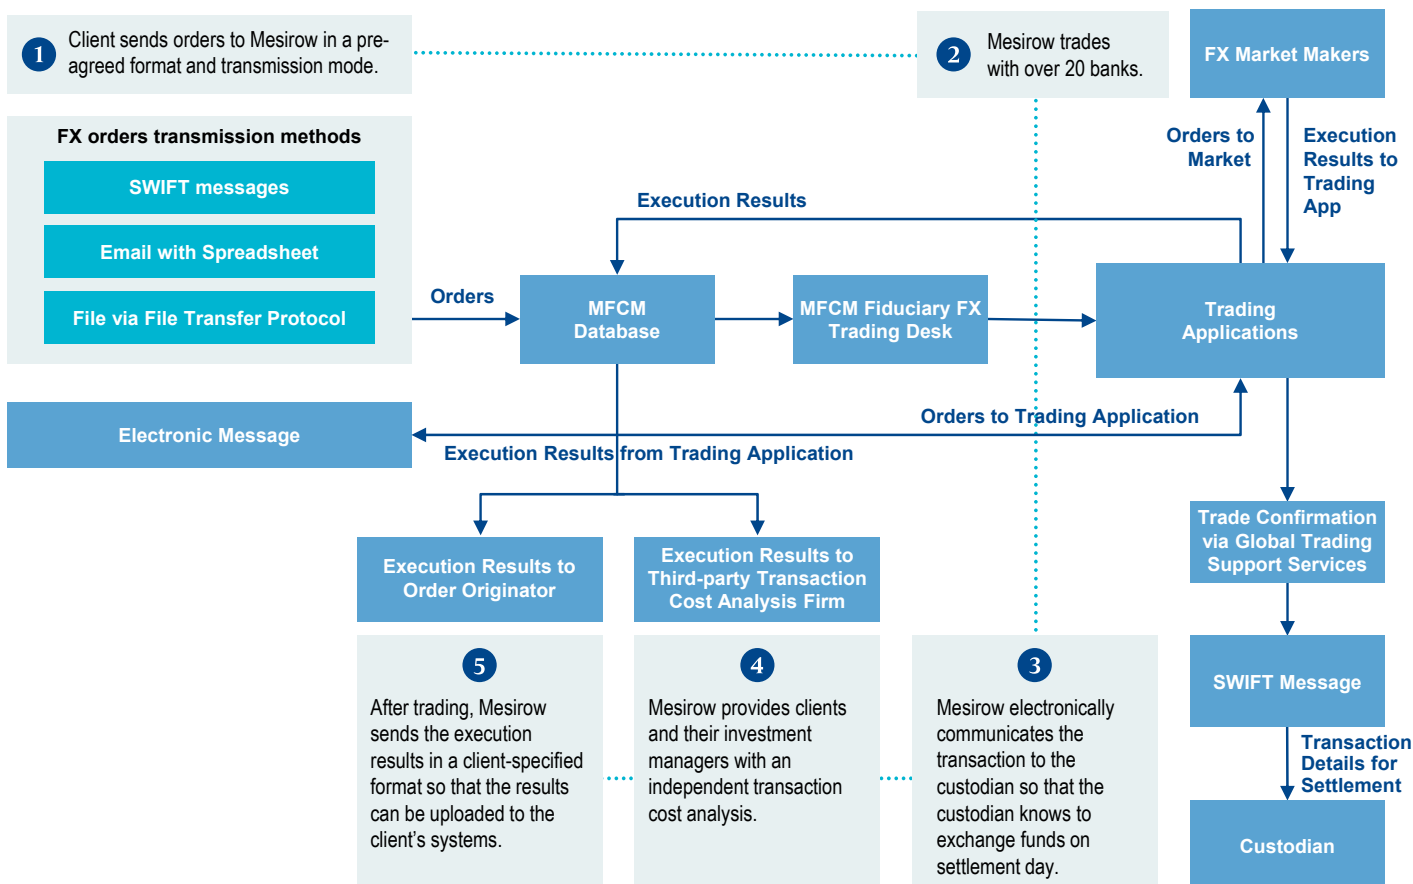 1
Client sends orders to Mesirow in a pre-
agreed format and transmission mode.
2
Mesirow trades
with over 20 banks.
FX Market Makers
FX orders transmission methods
SWIFT messages
Email with Spreadsheet
File via File Transfer Protocol
Orders to
Market
Execution
Results to
Trading
App
Execution Results
Orders
MFCM
Database
MFCM Fiduciary FX
Trading Desk
Trading
Applications
Electronic Message
Orders to Trading Application
Execution Results from Trading Application
Execution Results to
Order Originator
Execution Results to
Third-party Transaction
Cost Analysis Firm
Trade Confirmation
via Global Trading
Support Services
5
After trading, Mesirow
sends the execution
results in a client-specified
format so that the results
can be uploaded to the
client’s systems.
4
Mesirow provides clients
and their investment
managers with an
independent transaction
cost analysis.
3
Mesirow electronically
communicates the
transaction to the
custodian so that the
custodian knows to
exchange funds on
settlement day.
SWIFT Message
Transaction
Details for
Settlement
Custodian